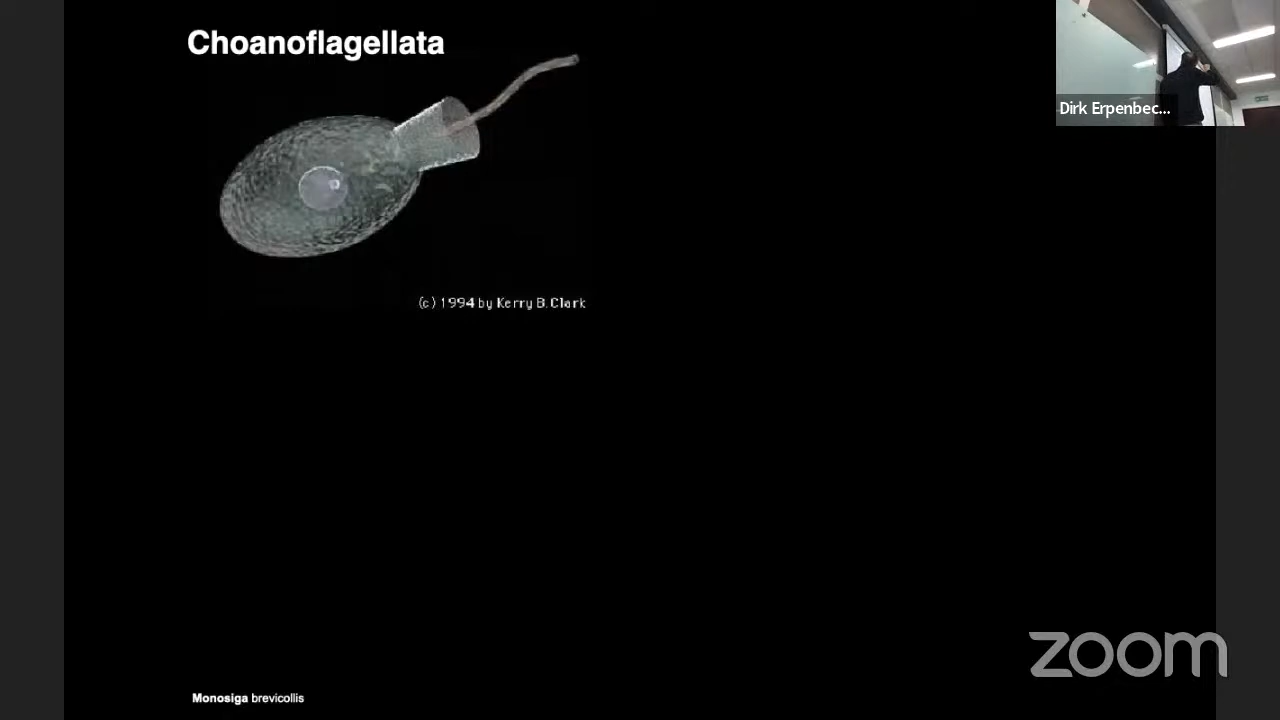 Choanoflagellata
Dirk Erpenbec...
(c) 1994 by Kerry B. Clark
zoom
Monosiga brevicollis